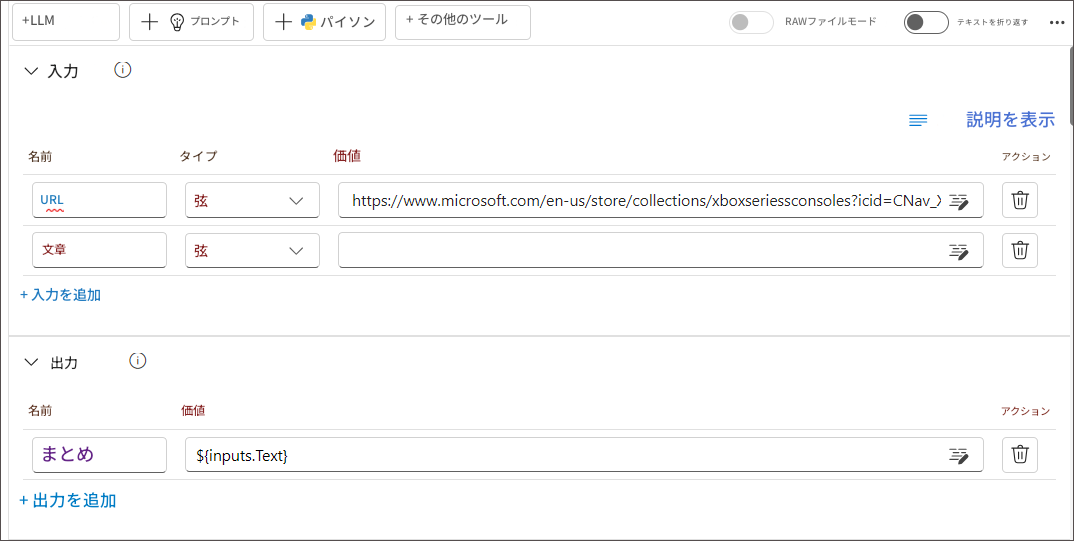 +LLM
プロンプト
パイソン
+ その他のツール
RAWファイルモード
テキストを折り返す
入力
説明を表示
名前 タイプ 価値 アクション
URL 弦 https://www.microsoft.com/en-us/store/collections/xboxseriessconsoles?icid=CNav_X
文章 弦
+ 入力を追加
出力
名前 価値 アクション
まとめ ${inputs.Text}
+ 出力を追加